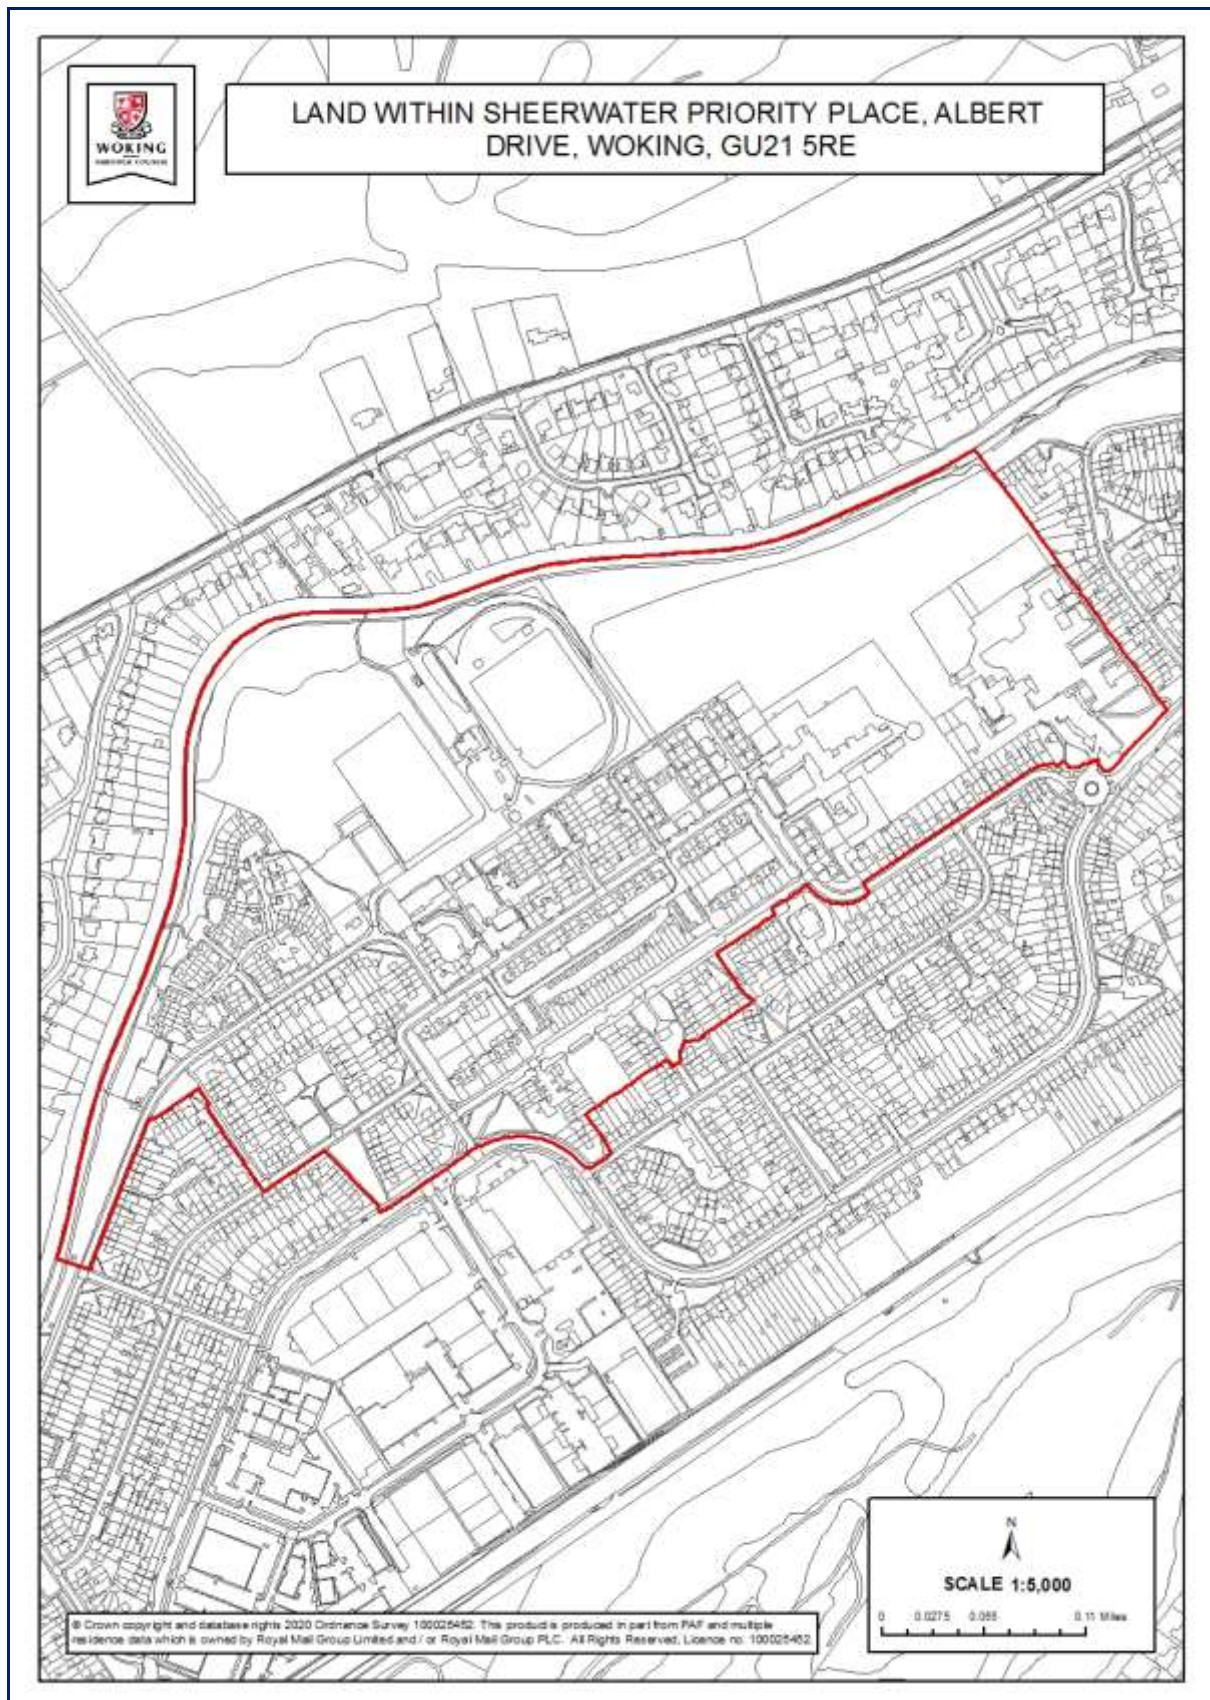 WOKING
BOROUGH COUNCIL
LAND WITHIN SHEERWATER PRIORITY PLACE, ALBERT
DRIVE, WOKING, GU21 5RE
N
SCALE 1:5,000
0 0.0275 0.055 0.11 Miles
© Crown copyright and database rights 2020 Ordnance Survey 100025452. This product is produced in part from PAF and multiple
residence data which is owned by Royal Mail Group Limited and / or Royal Mail Group PLC. All Rights Reserved, Licence no. 100025452